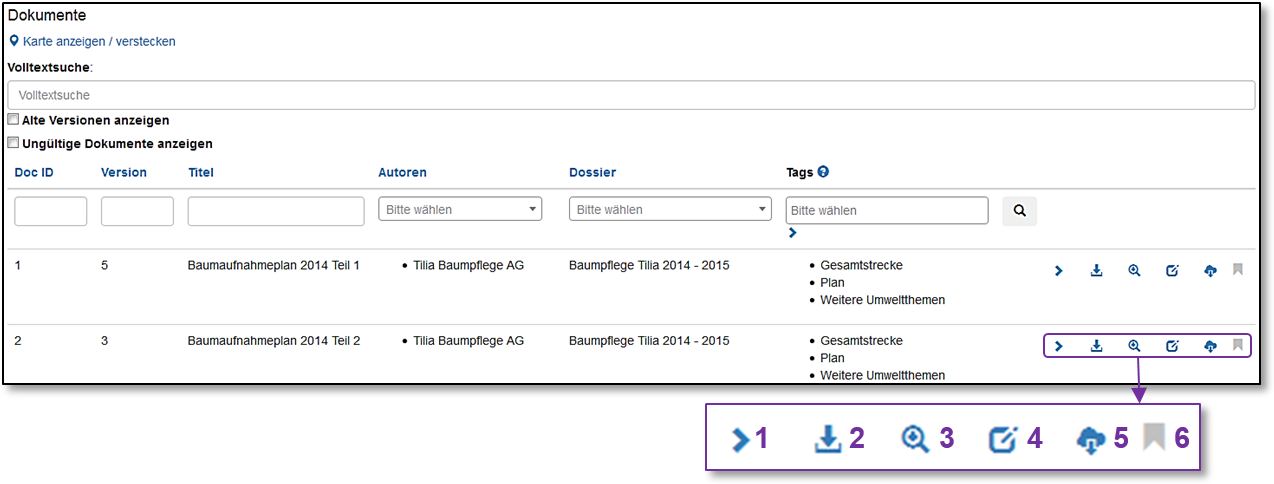 Dokumente
Karte anzeigen / verstecken
Volltextsuche:
Volltextsuche
Alte Versionen anzeigen
Ungültige Dokumente anzeigen
Doc ID Version Titel Autoren Dossier Tags ?
Bitte wählen Bitte wählen Bitte wählen
1 5 Baumaufnahmeplan 2014 Teil 1 • Tilia Baumpflege AG Baumpflege Tilia 2014 - 2015 • Gesamtstrecke
• Plan
• Weitere Umweltthemen
2 3 Baumaufnahmeplan 2014 Teil 2 • Tilia Baumpflege AG Baumpflege Tilia 2014 - 2015 • Gesamtstrecke
• Plan
• Weitere Umweltthemen
1 2 3 4 5 6